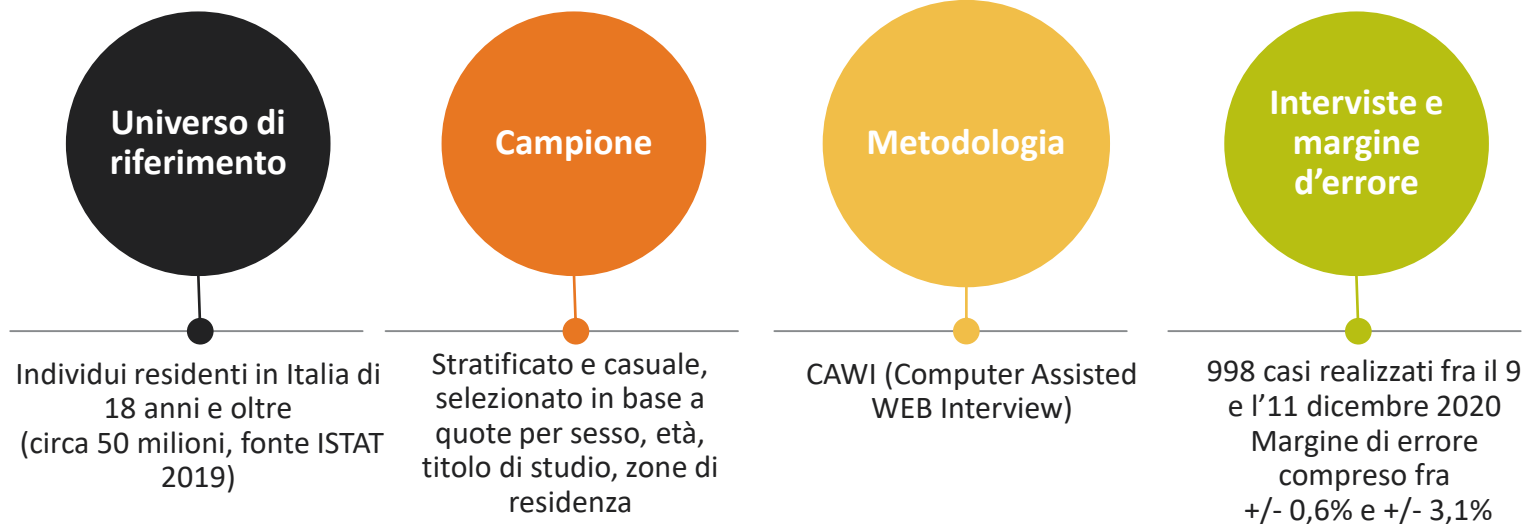 Universo di
riferimento
Individui residenti in Italia di
18 anni e oltre
(circa 50 milioni, fonte ISTAT
2019)
Campione
Stratificato e casuale,
selezionato in base a
quote per sesso, età,
titolo di studio, zone di
residenza
Metodologia
CAWI (Computer Assisted
WEB Interview)
Interviste e
margine
d’errore
998 casi realizzati fra il 9
e l’11 dicembre 2020
Margine di errore
compreso fra
+/- 0,6% e +/- 3,1%